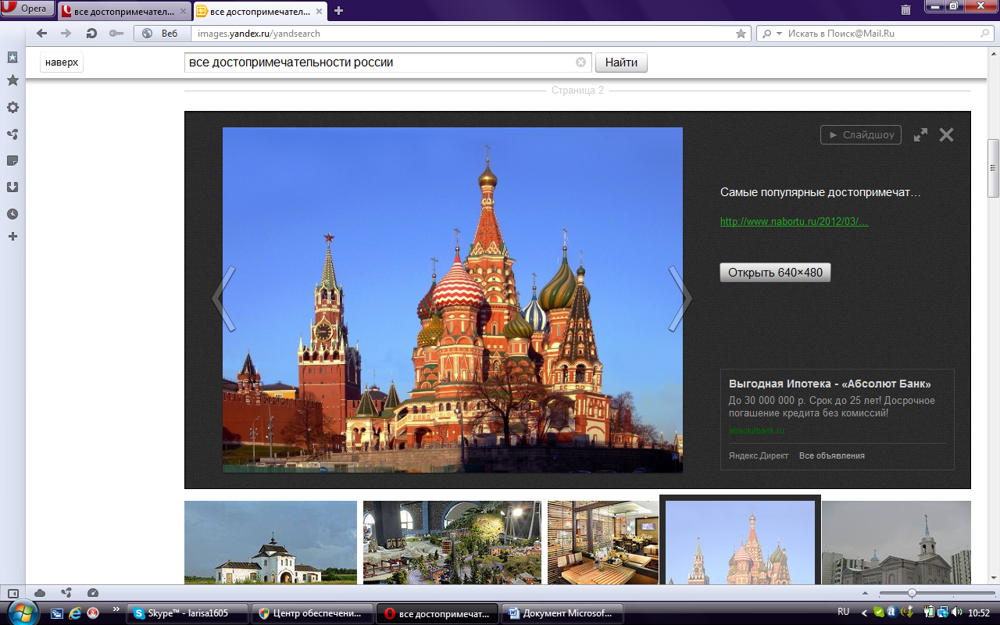 Opera
все достопримечател...
все достопримечател...
Веб
images.yandex.ru/yandsearch
Искать в Поиск@Mail.Ru
наверх
все достопримечательности россии
Найти
Страница 2
Слайдшоу
Самые популярные достопримечат…
http://www.nabortu.ru/2012/03/…
Открыть 640×480
Выгодная Ипотека - «Абсолют Банк»
До 30 000 000 р. Срок до 25 лет! Досрочное
погашение кредита без комиссий!
absolutbank.ru
Яндекс.Директ Все объявления
Skype™ - larisa1605
Центр обеспечени...
все достопримечат...
Документ Microsof...
RU
10:52